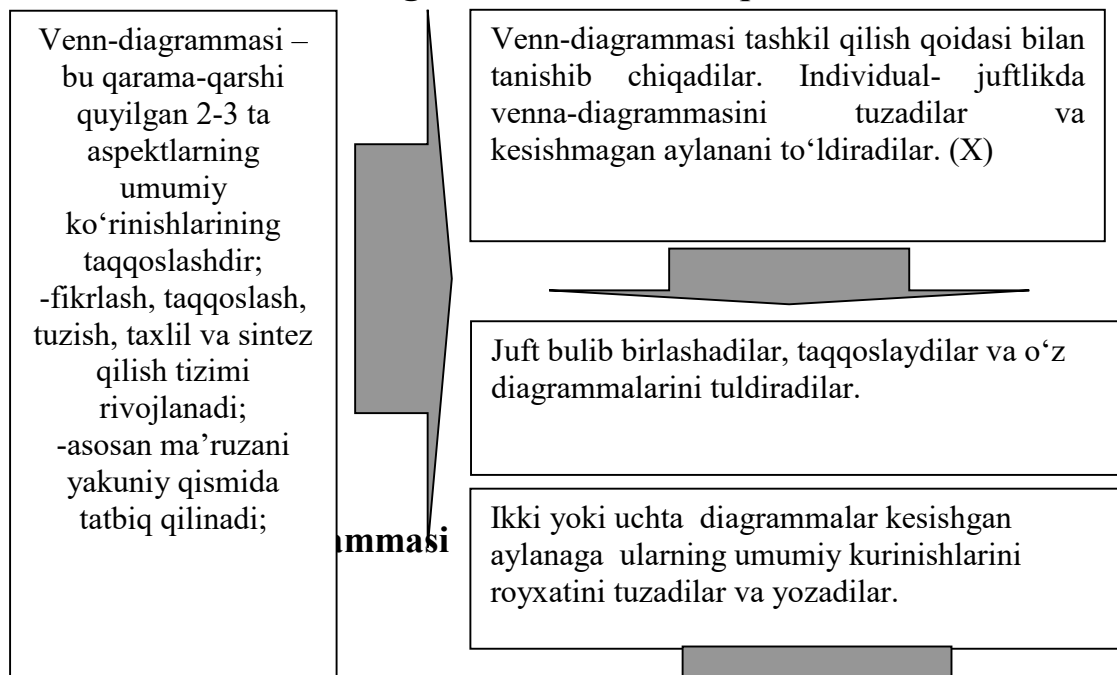 Venn-diagrammasi –
bu qarama-qarshi
quyilgan 2-3 ta
aspektlarning
umumiy
ko‘rinishlarining
taqqoslashdir;
-fikrlash, taqqoslash,
tuzish, taxlil va sintez
qilish tizimi
rivojlanadi;
-asosan ma’ruzani
yakuniy qismida
tatbiq qilinadi;
Venn-diagrammasi tashkil qilish qoidasi bilan
tanishib chiqadilar. Individual- juftlikda
venna-diagrammasini tuzadilar va
kesishmagan aylanani to‘ldiradilar. (X)
Juft bulib birlashadilar, taqqoslaydilar va o‘z
diagrammalarini tuldiradilar.
Ikki yoki uchta diagrammalar kesishgan
aylanaga ularning umumiy kurinishlarini
royxatini tuzadilar va yozadilar.
ammasi